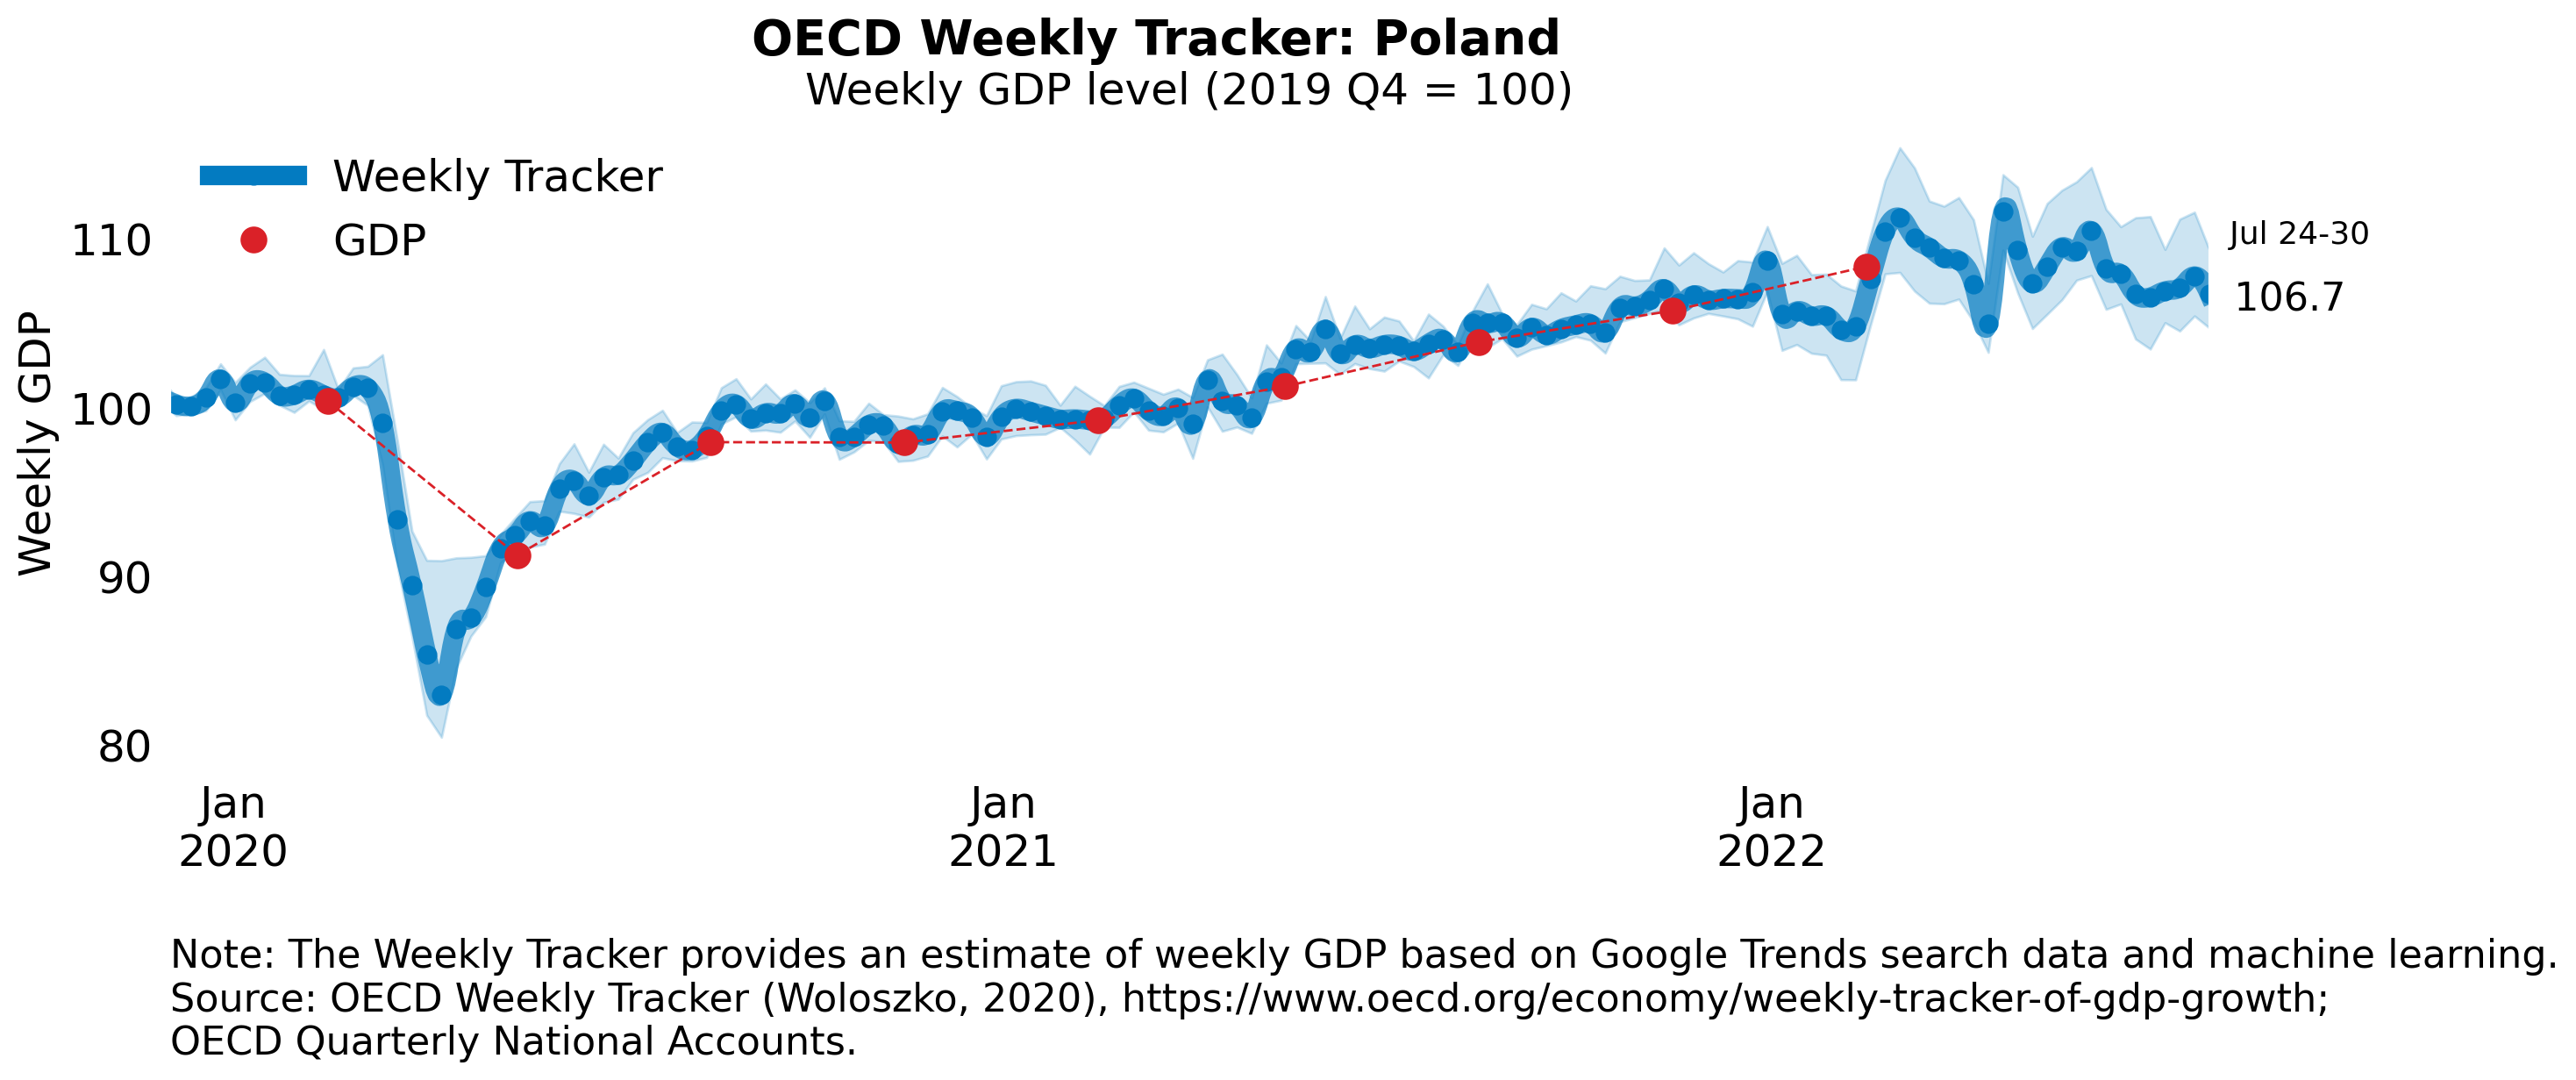 OECD Weekly Tracker: Poland
Weekly GDP level (2019 Q4 = 100)
Weekly Tracker
GDP
Weekly GDP
110
100
90
80
Jul 24-30
106.7
Jan
2020
Jan
2021
Jan
2022
Note: The Weekly Tracker provides an estimate of weekly GDP based on Google Trends search data and machine learning.
Source: OECD Weekly Tracker (Woloszko, 2020), https://www.oecd.org/economy/weekly-tracker-of-gdp-growth;
OECD Quarterly National Accounts.